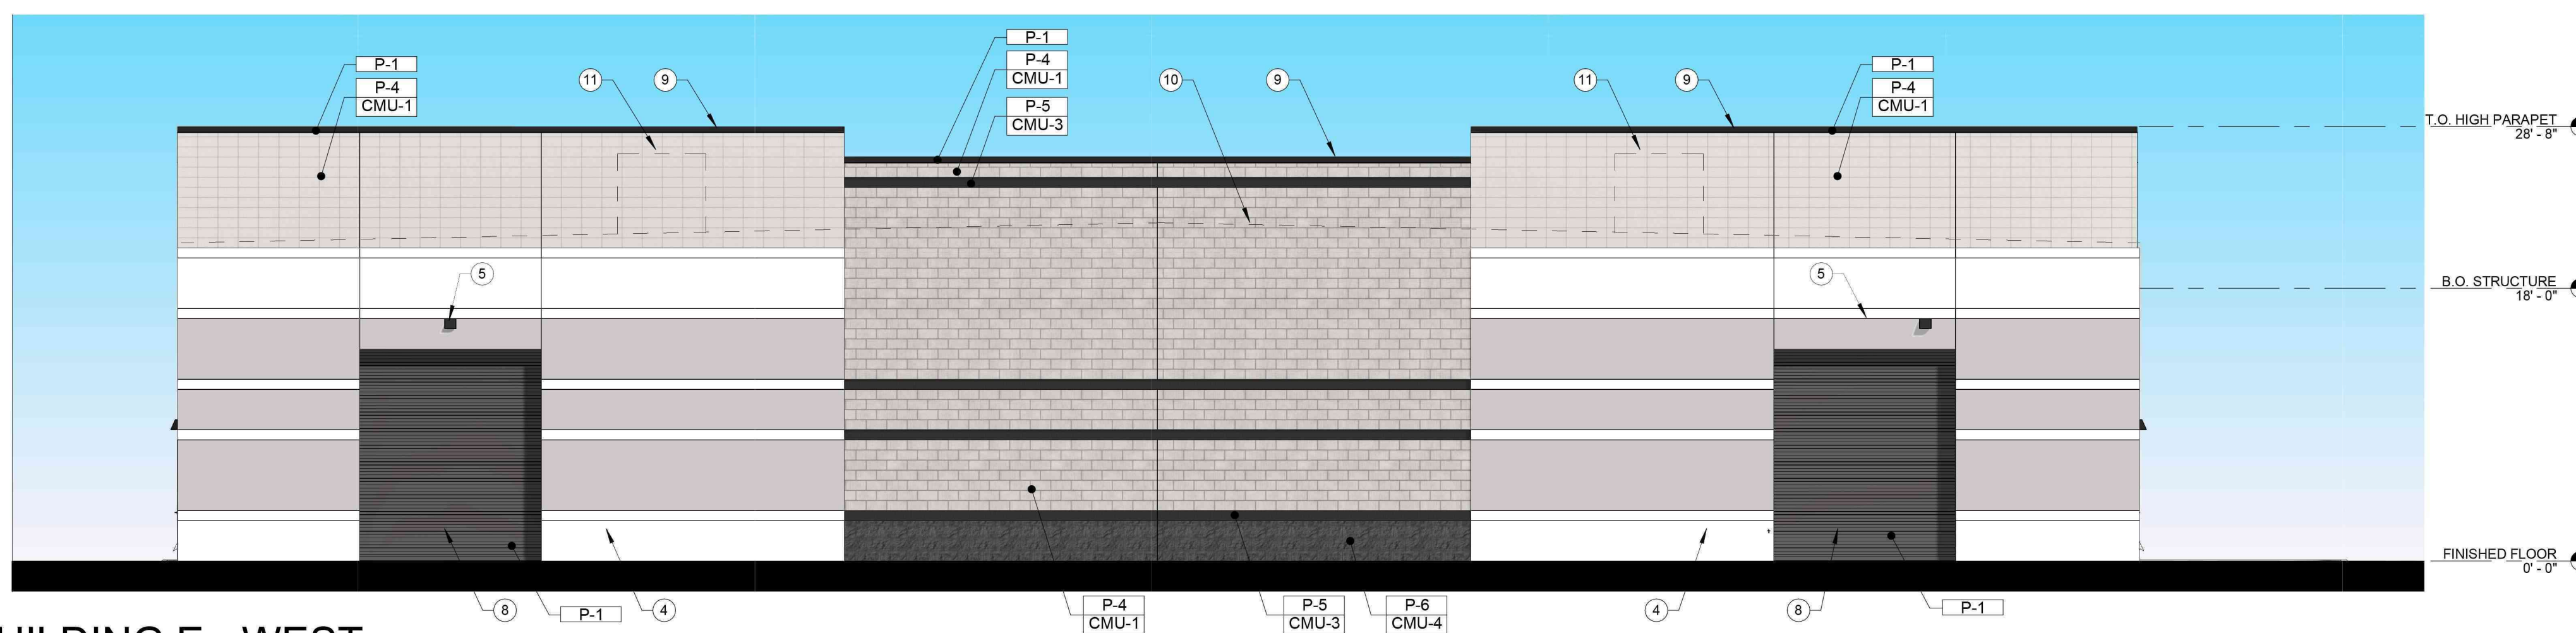 P-1
P-4
CMU-1
11
9
P-1
P-4
CMU-1
P-5
CMU-3
10
9
11
9
P-1
P-4
CMU-1
T.O. HIGH PARAPET
28' - 8"
5
5
B.O. STRUCTURE
18' - 0"
FINISHED FLOOR
0' - 0"
8
P-1
4
P-4
CMU-1
P-5
CMU-3
P-6
CMU-4
4
8
P-1